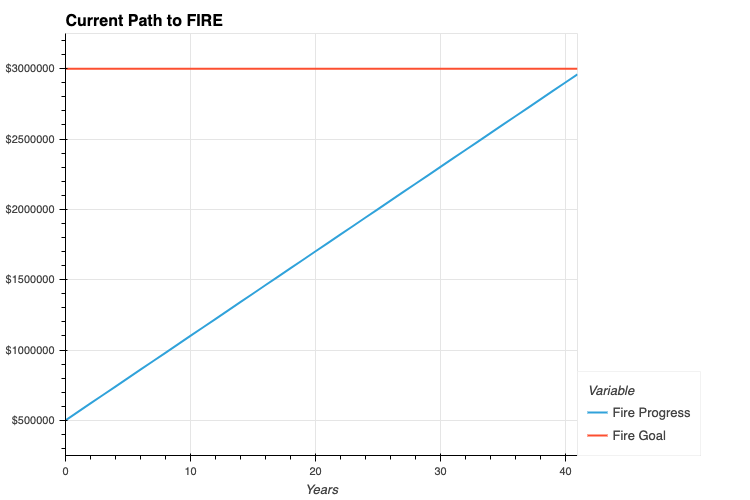 Current Path to FIRE
$3000000
$2500000
$2000000
$1500000
$1000000
$500000
0 10 20 30 40
Years
Variable
Fire Progress
Fire Goal